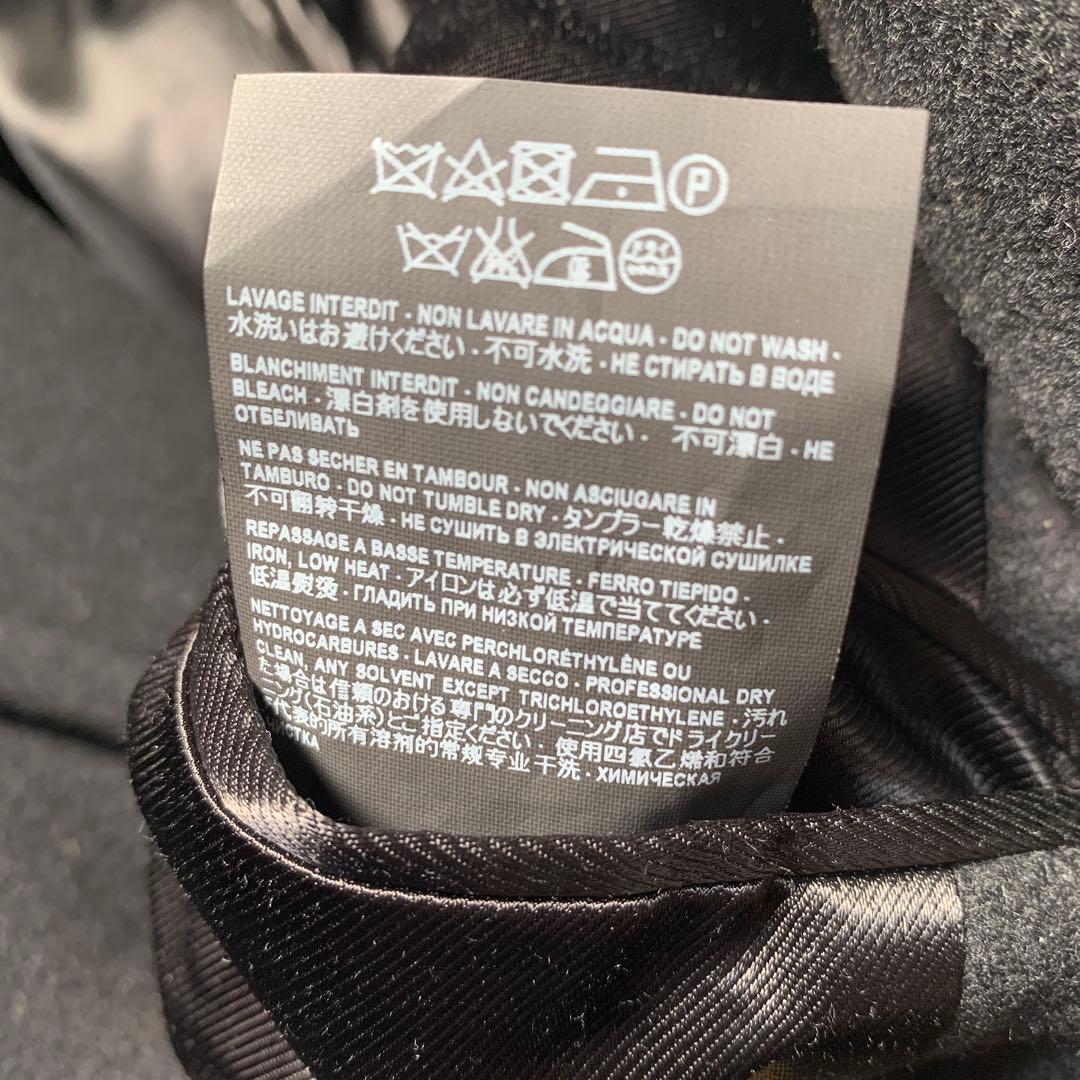 P
ドライ
LAVAGE INTERDIT - NON LAVARE IN ACQUA - DO NOT WASH -
水洗いはお避けください - 不可水洗 - НЕ СТИРАТЬ В ВОДЕ
BLANCHIMENT INTERDIT - NON CANDEGGIARE - DO NOT
BLEACH - 漂白剤を使用しないでください - 不可漂白 - НЕ
ОТБЕЛИВАТЬ
NE PAS SECHER EN TAMBOUR - NON ASCIUGARE IN
TAMBURO - DO NOT TUMBLE DRY - タンブラー乾燥禁止 -
不可翻转干燥 - НЕ СУШИТЬ В ЭЛЕКТРИЧЕСКОЙ СУШИЛКЕ
REPASSAGE A BASSE TEMPERATURE - FERRO TIEPIDO -
IRON, LOW HEAT - アイロンは必ず低温で当ててください -
低温熨烫 - ГЛАДИТЬ ПРИ НИЗКОЙ ТЕМПЕРАТУРЕ
NETTOYAGE A SEC AVEC PERCHLORÉTHYLÈNE OU
HYDROCARBURES - LAVARE A SECCO - PROFESSIONAL DRY
CLEAN, ANY SOLVENT EXCEPT TRICHLOROETHYLENE - 汚れ
た場合は信頼のおける専門のクリーニング店でドライクリー
ニング(石油系)とご指定ください - 使用四氯乙烯和符合
代表的所有溶剂的常规专业干洗 - ХИМИЧЕСКАЯ